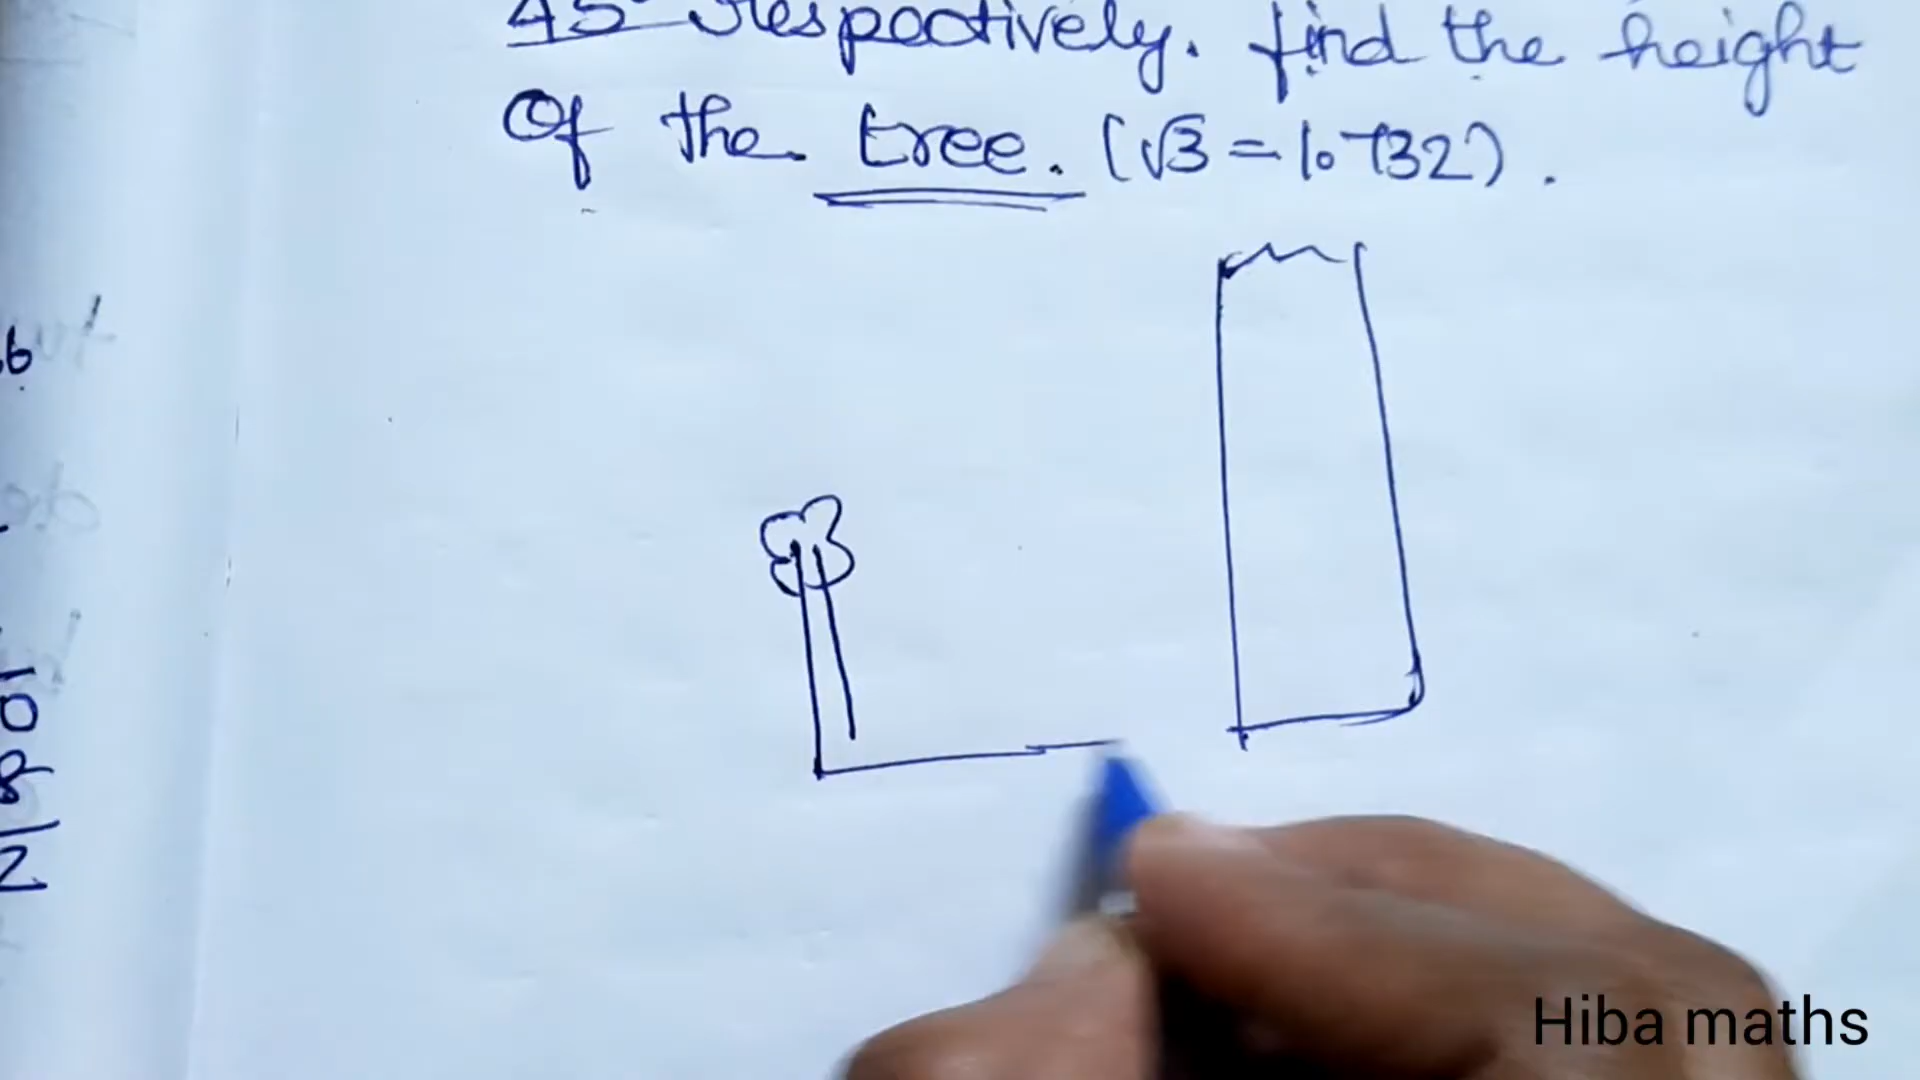 45° respectively. find the height
Of the tree. (√3 = 1.732).
Hiba maths